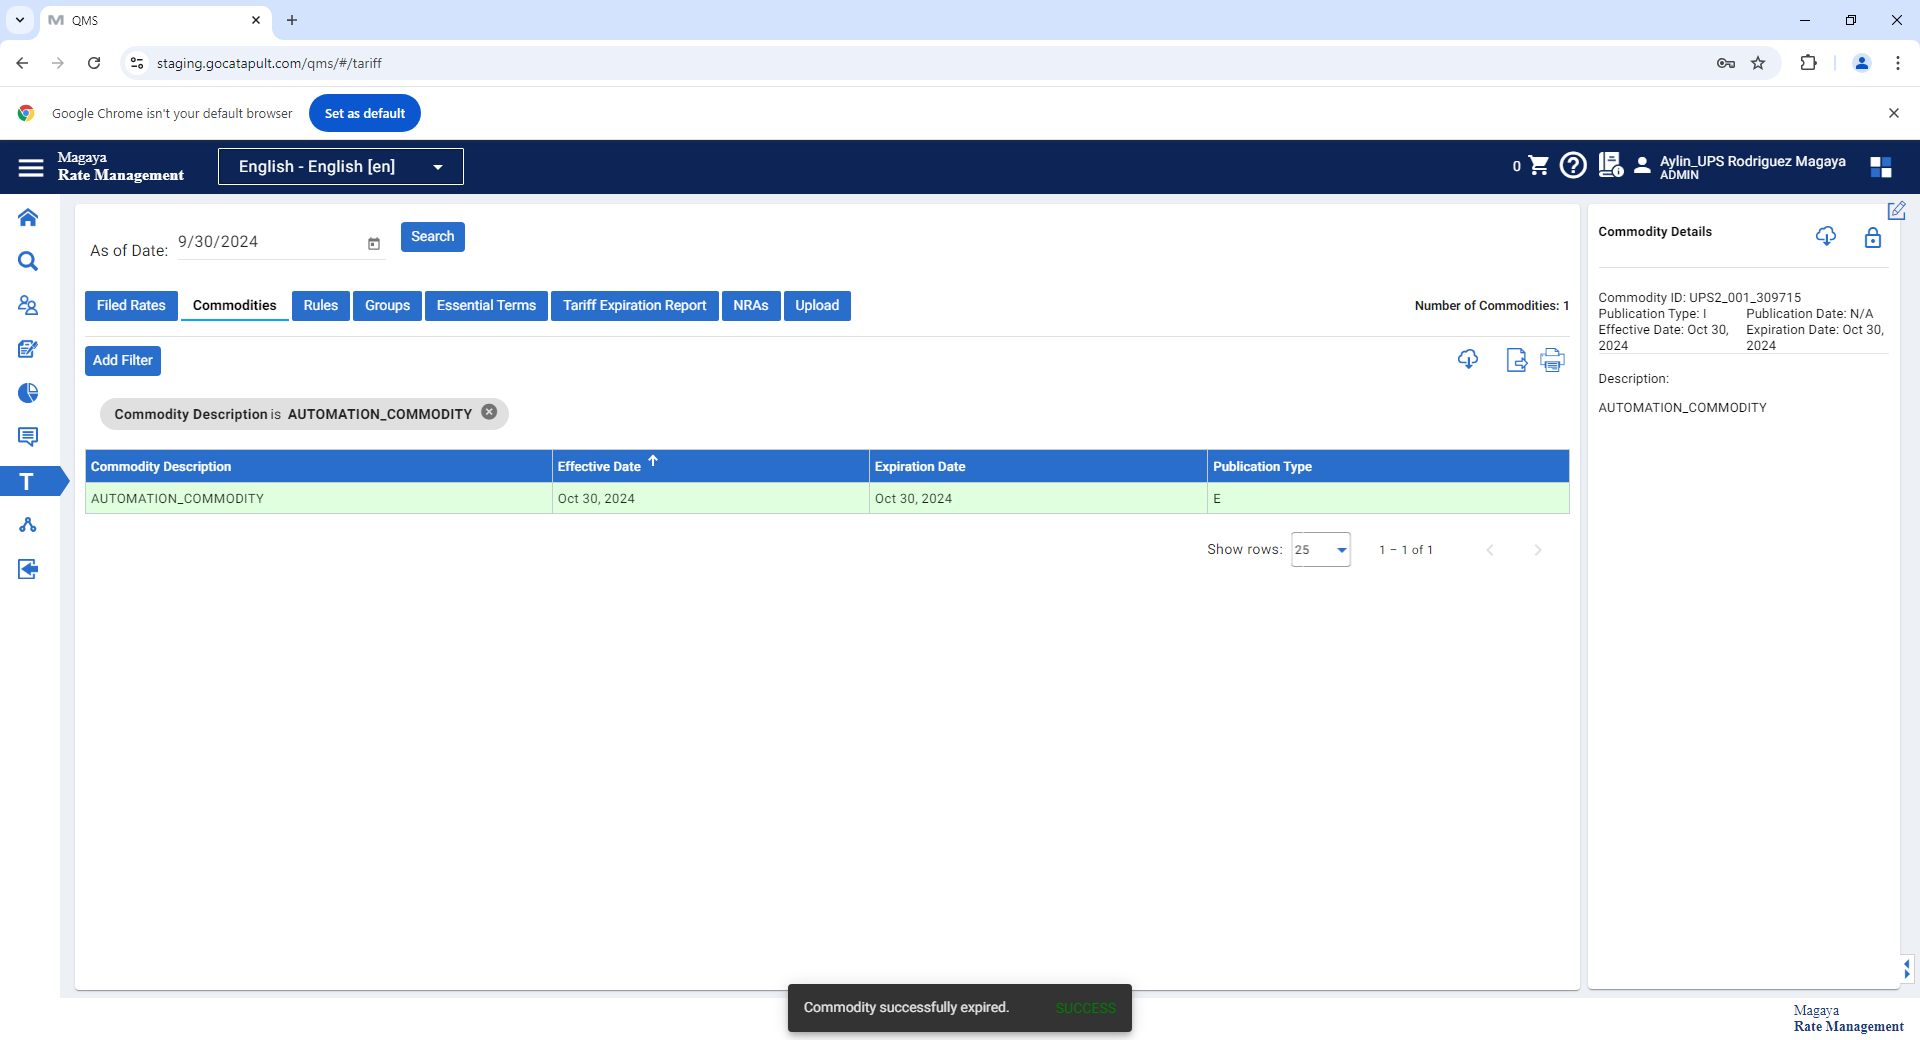 QMS
staging.gocatapult.com/qms/#/tariff
Google Chrome isn't your default browser
Set as default
Magaya
Rate Management
English - English [en]
0
Aylin_UPS Rodriguez Magaya
ADMIN
As of Date: 9/30/2024
Search
Filed Rates
Commodities
Rules
Groups
Essential Terms
Tariff Expiration Report
NRAs
Upload
Number of Commodities: 1
Add Filter
Commodity Description is AUTOMATION_COMMODITY
Commodity Description Effective Date Expiration Date Publication Type
AUTOMATION_COMMODITY Oct 30, 2024 Oct 30, 2024 E
Show rows: 25 1 – 1 of 1
T
Commodity Details
Commodity ID: UPS2_001_309715
Publication Type: I Publication Date: N/A
Effective Date: Oct 30, 2024
Expiration Date: Oct 30, 2024
Description:
AUTOMATION_COMMODITY
Commodity successfully expired. SUCCESS
Magaya
Rate Management